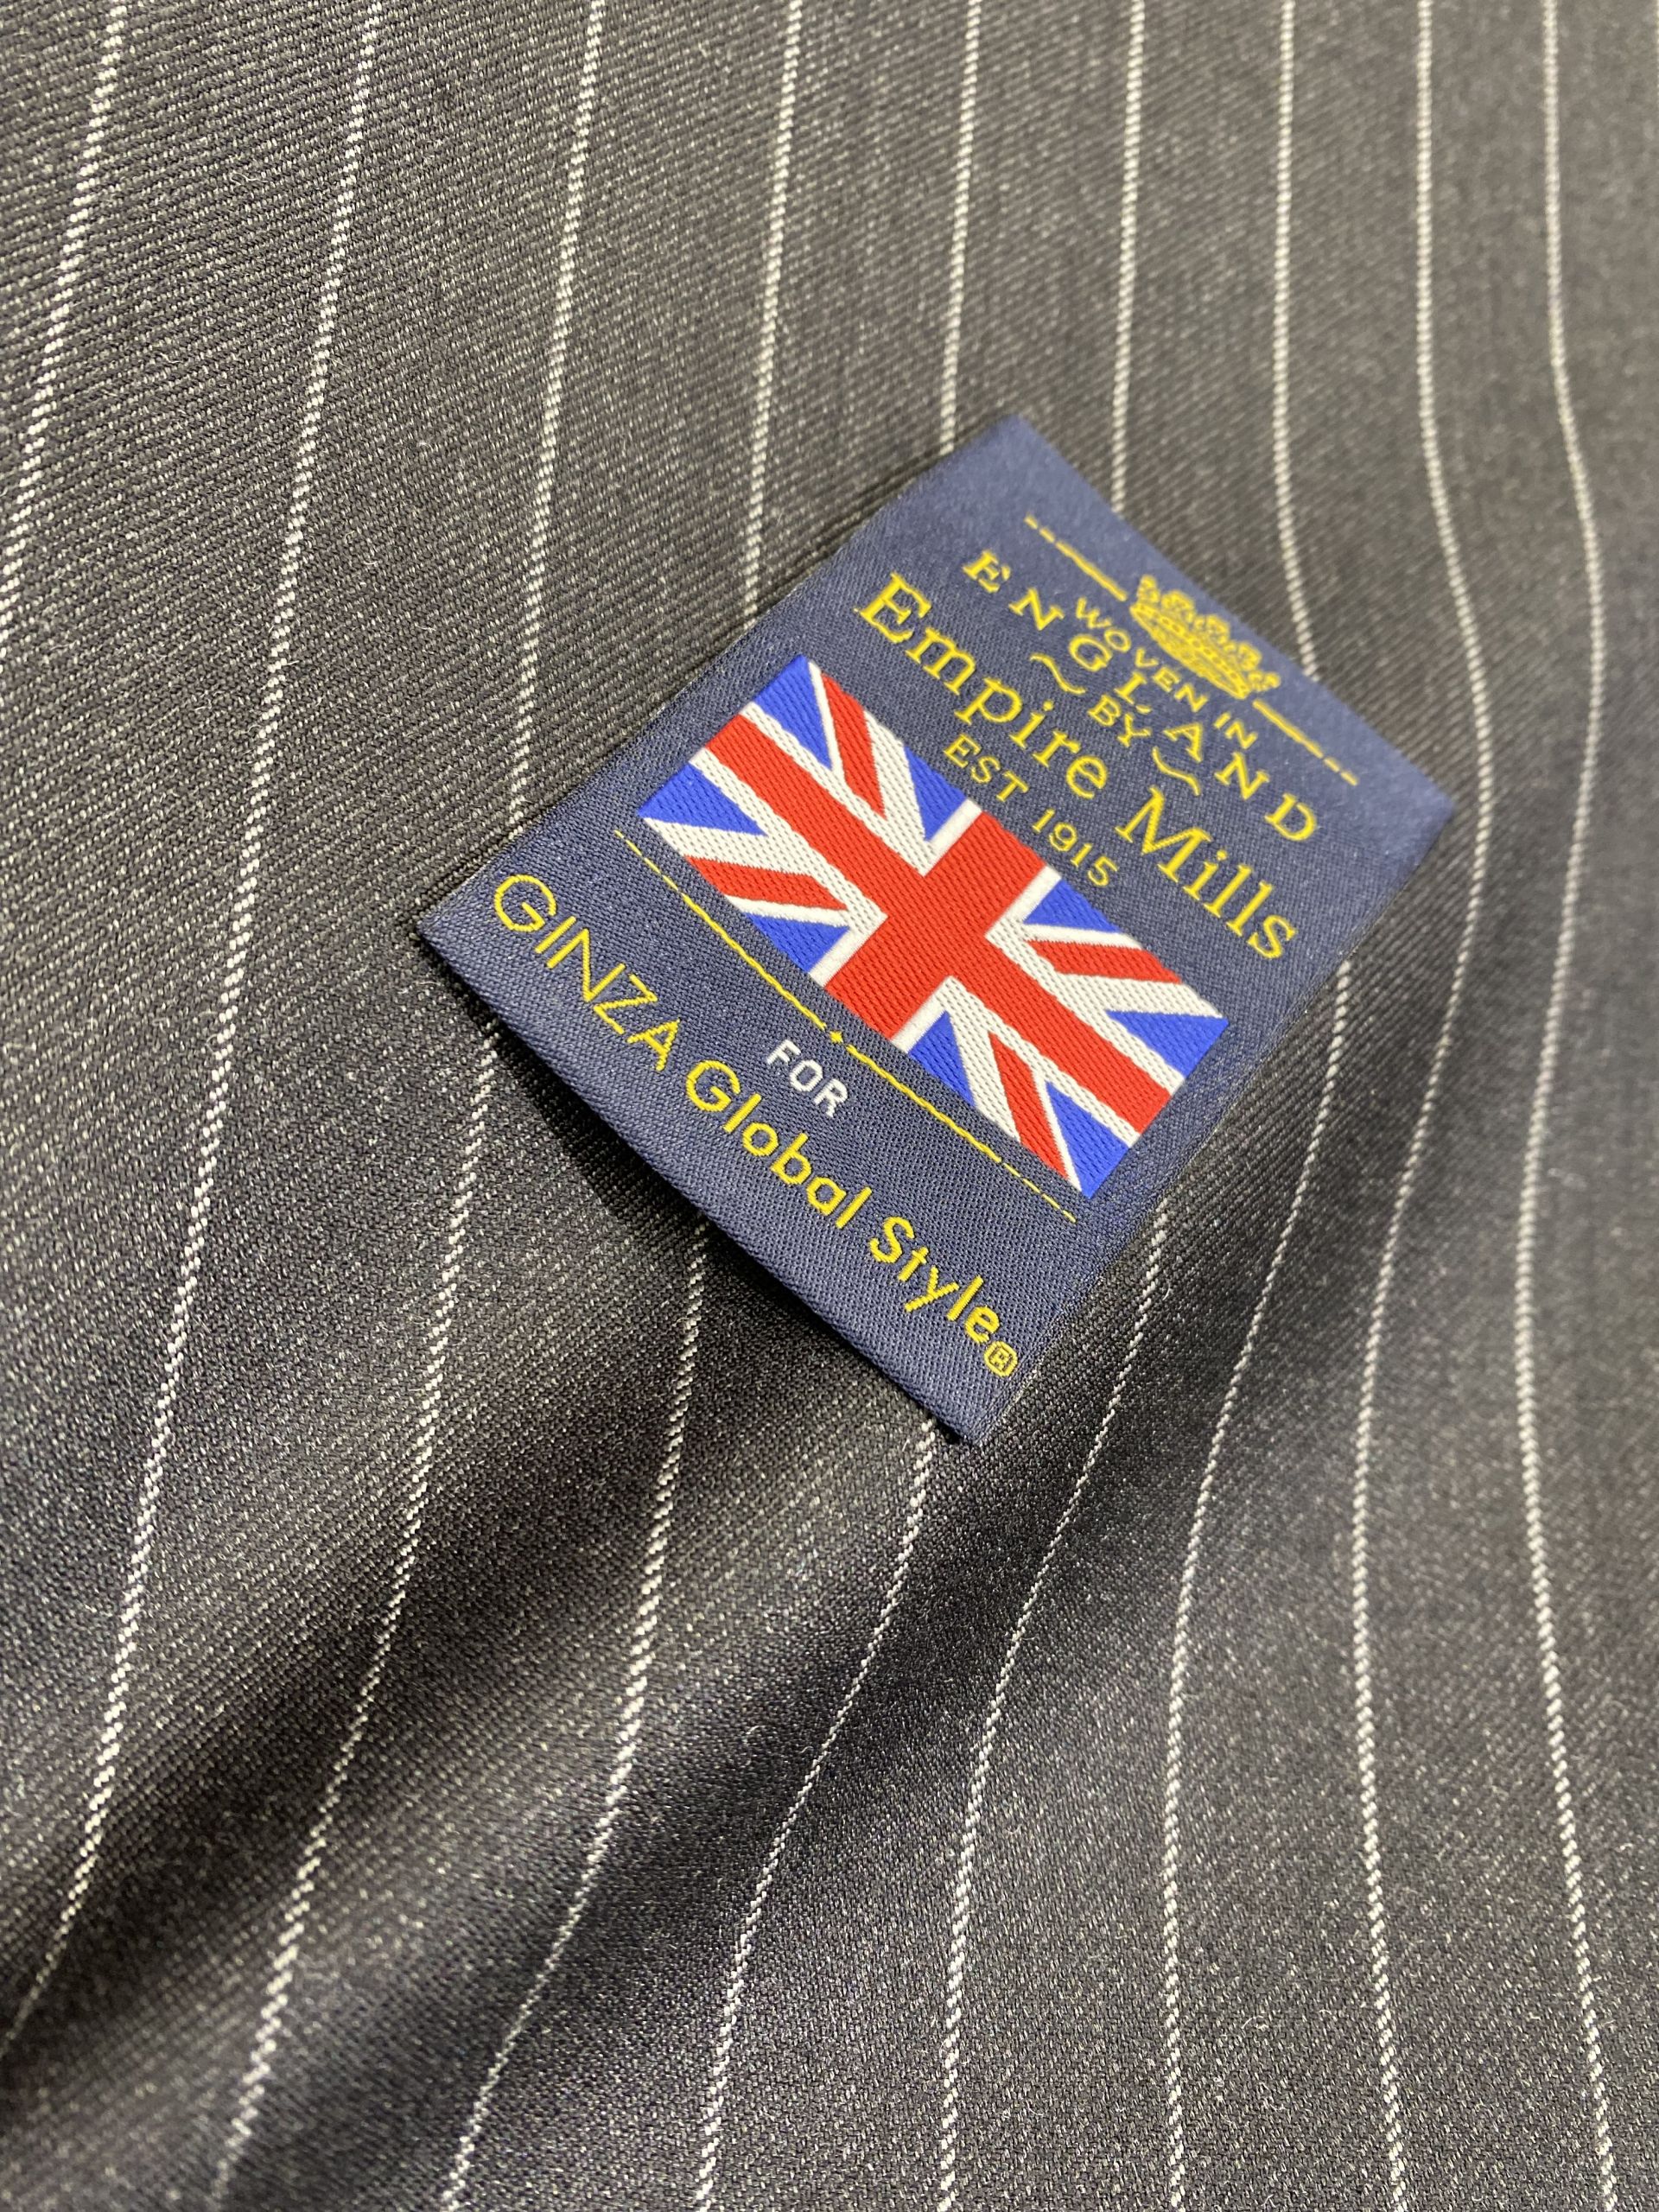 WOVEN IN
ENGLAND
~BY~
Empire Mills
EST 1915
FOR
GINZA Global Style®